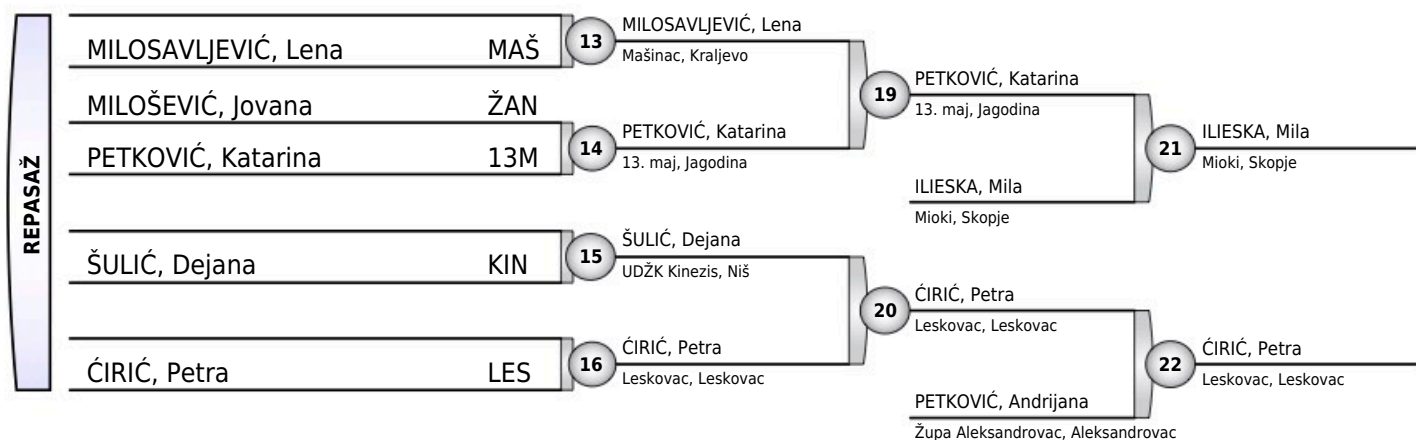 REPASAŽ
MILOSAVLJEVIĆ, Lena MAŠ
MILOŠEVIĆ, Jovana ŽAN
PETKOVIĆ, Katarina 13M
ŠULIĆ, Dejana KIN
ĆIRIĆ, Petra LES
13
MILOSAVLJEVIĆ, Lena
Mašinac, Kraljevo
14
PETKOVIĆ, Katarina
13. maj, Jagodina
15
ŠULIĆ, Dejana
UDŽK Kinezis, Niš
16
ĆIRIĆ, Petra
Leskovac, Leskovac
19
PETKOVIĆ, Katarina
13. maj, Jagodina
ILIESKA, Mila
Mioki, Skopje
20
ĆIRIĆ, Petra
Leskovac, Leskovac
PETKOVIĆ, Andrijana
Župa Aleksandrovac, Aleksandrovac
21
ILIESKA, Mila
Mioki, Skopje
22
ĆIRIĆ, Petra
Leskovac, Leskovac